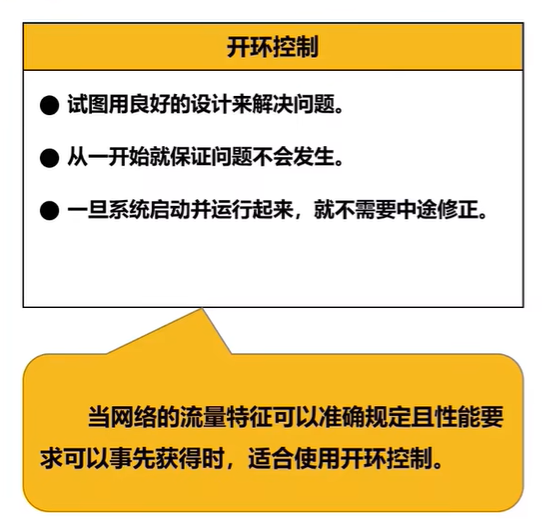 开环控制
● 试图用良好的设计来解决问题。
● 从一开始就保证问题不会发生。
● 一旦系统启动并运行起来，就不需要中途修正。
当网络的流量特征可以准确规定且性能要
求可以事先获得时，适合使用开环控制。